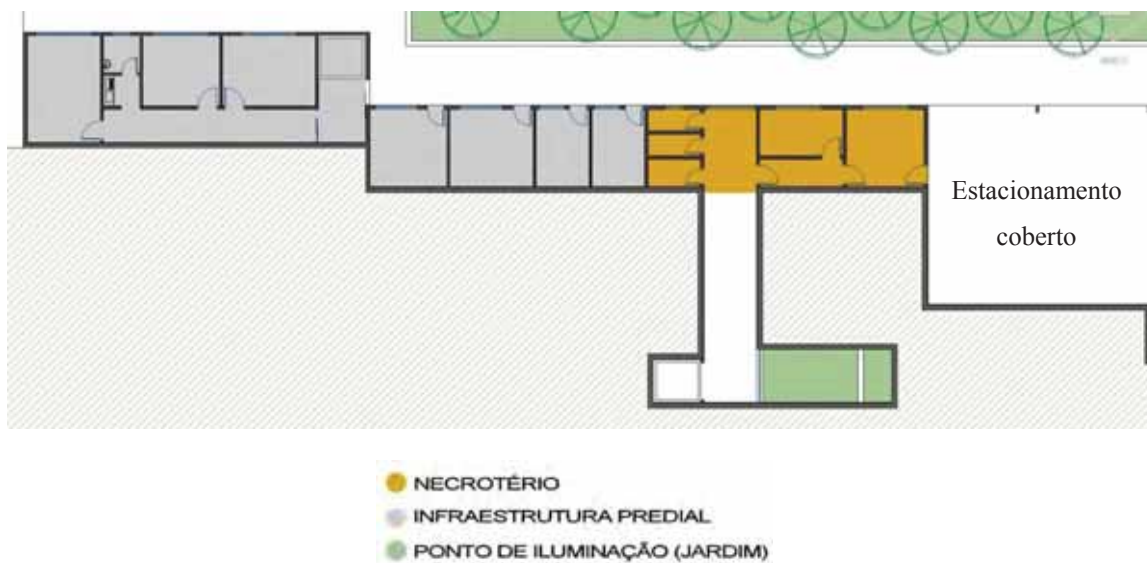 Estacionamento
coberto
NECROTÉRIO
INFRAESTRUTURA PREDIAL
PONTO DE ILUMINAÇÃO (JARDIM)